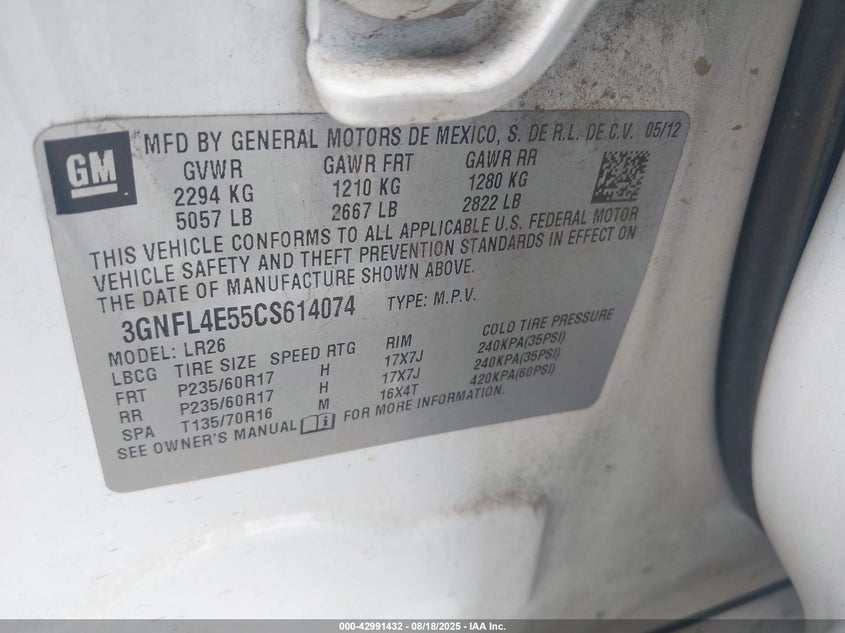 GM
MFD BY GENERAL MOTORS DE MEXICO, S. DE R.L. DE C.V. 05/12
GVWR GAWR FRT GAWR RR
2294 KG 1210 KG 1280 KG
5057 LB 2667 LB 2822 LB
THIS VEHICLE CONFORMS TO ALL APPLICABLE U.S. FEDERAL MOTOR
VEHICLE SAFETY AND THEFT PREVENTION STANDARDS IN EFFECT ON
THE DATE OF MANUFACTURE SHOWN ABOVE.
3GNFL4E55CS614074 TYPE: M.P.V.
MODEL: LR26
LBCG TIRE SIZE SPEED RTG RIM COLD TIRE PRESSURE
FRT P235/60R17 H 17X7J 240KPA(35PSI)
RR P235/60R17 H 17X7J 240KPA(35PSI)
SPA T135/70R16 M 16X4T 420KPA(60PSI)
SEE OWNER'S MANUAL FOR MORE INFORMATION.
000-42991432 - 08/18/2025 - IAA Inc.